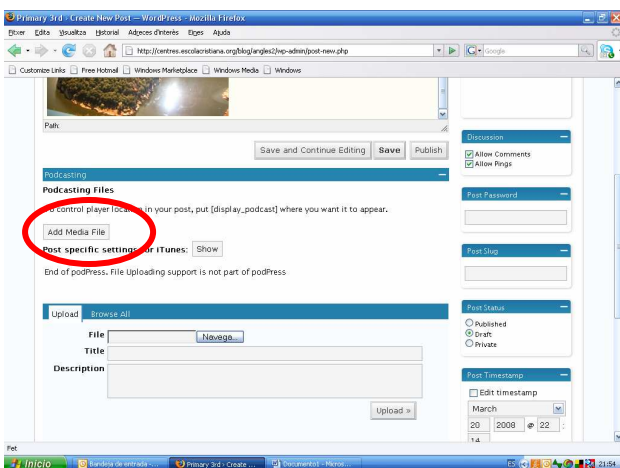 Primary 3rd › Create New Post — WordPress - Mozilla Firefox
Fitxer Edita Visualitza Historial Adreces d'interès Eines Ajuda
http://centres.escolacristiana.org/blog/angles2/wp-admin/post-new.php
Google
Customize Links Free Hotmail Windows Marketplace Windows Media Windows
Path:
Save and Continue Editing Save Publish
Discussion
Allow Comments
Allow Pings
Podcasting
Podcasting Files
control player location in your post, put [display_podcast] where you want it to appear.
Post Password
Add Media File
Post specific settings for iTunes: Show
Post Slug
End of podPress. File Uploading support is not part of podPress
Upload Browse All
Post Status
File Navega...
Published
Draft
Private
Title
Description
Post Timestamp
Edit timestamp
March
Upload »
20 2008 @ 22 :
14
Fet
Inicio Bandeja de entrada -... Primary 3rd › Create ... Documento1 - Micros... ES 21:54